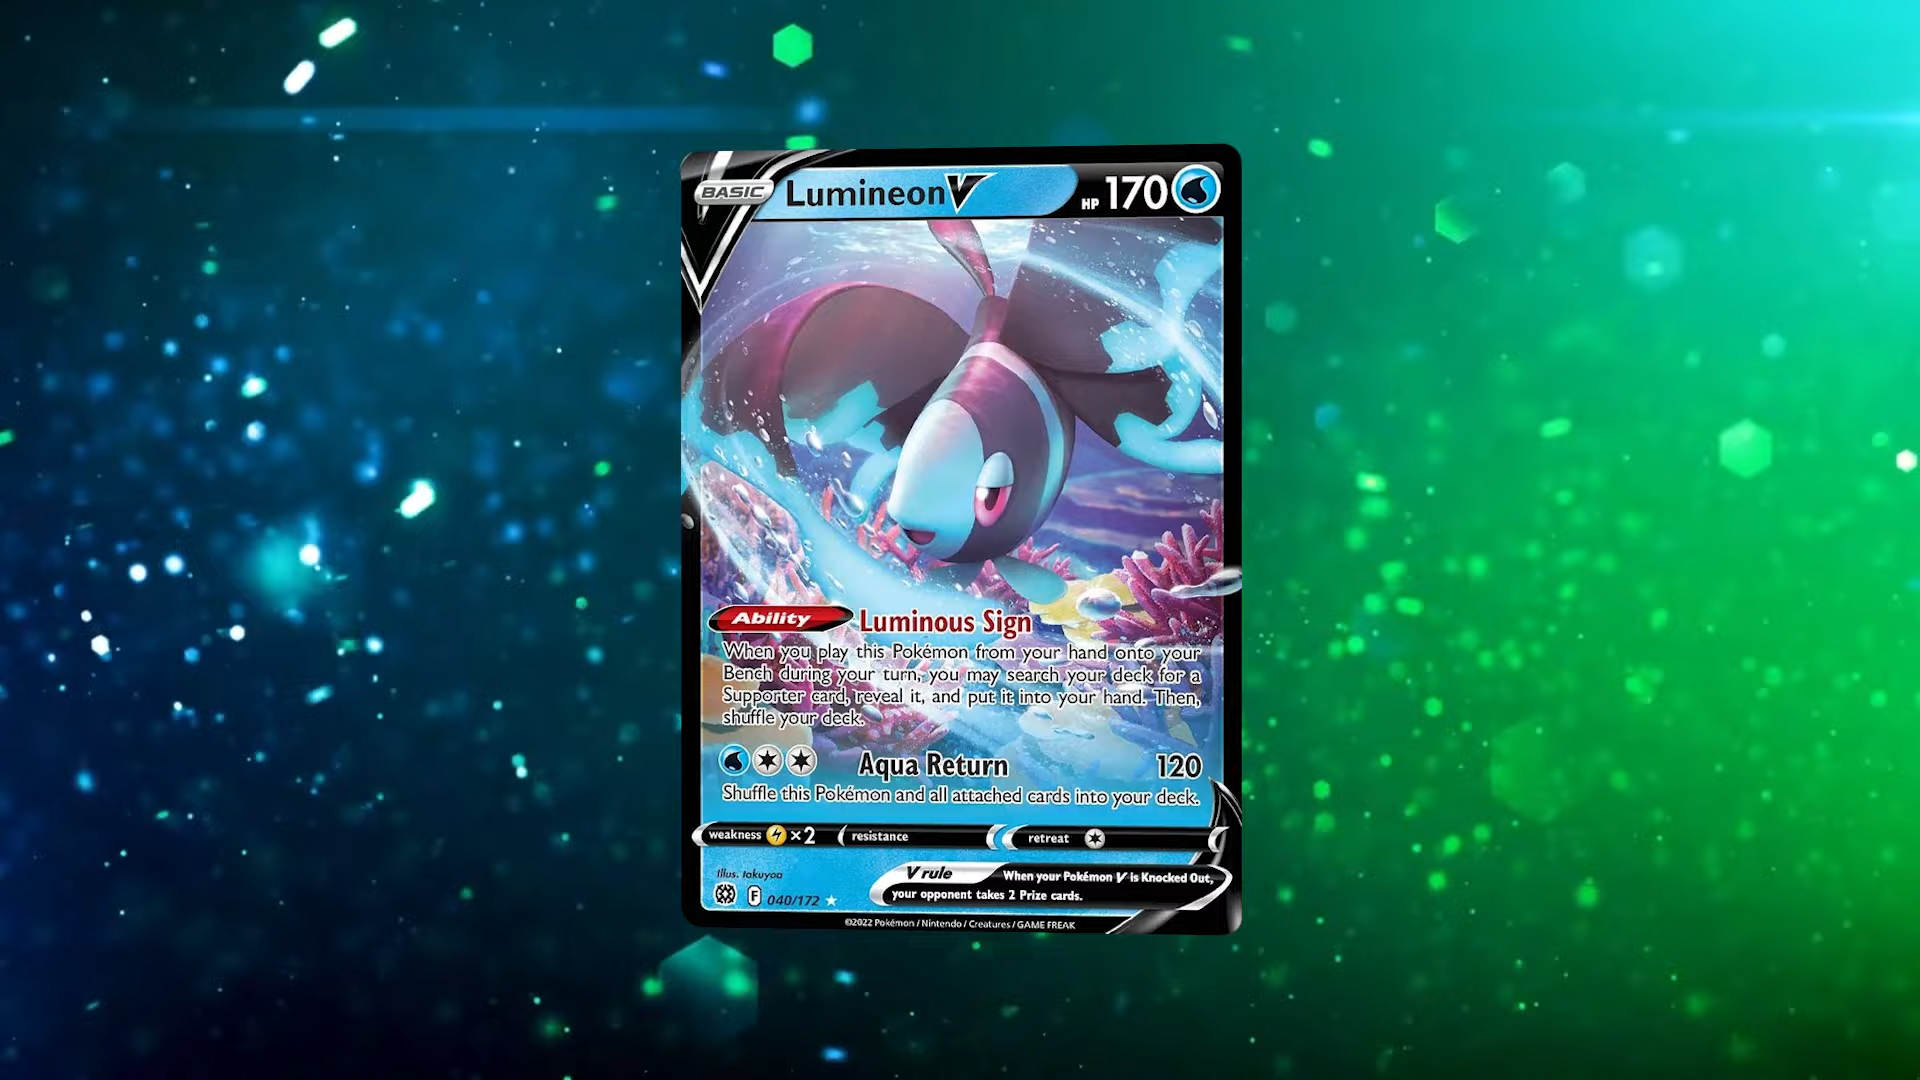 BASIC LumineonV HP 170
Ability Luminous Sign
When you play this Pokémon from your hand onto your
Bench during your turn, you may search your deck for a
Supporter card, reveal it, and put it into your hand. Then,
shuffle your deck.
Aqua Return 120
Shuffle this Pokémon and all attached cards into your deck.
weakness ×2 resistance retreat
Illus. takuyoa
V rule When your Pokémon V is Knocked Out,
your opponent takes 2 Prize cards.
F 040/172 ★
©2022 Pokémon / Nintendo / Creatures / GAME FREAK